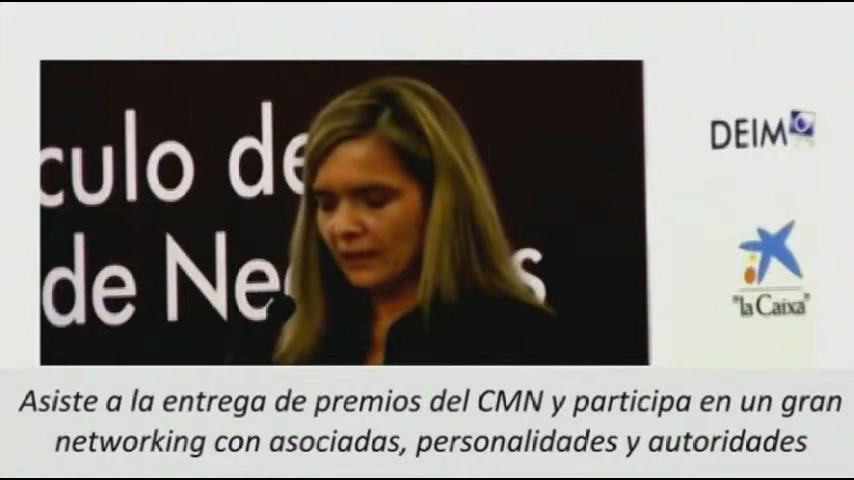 culo de
de Ne s
DEIM
"la Caixa"
Asiste a la entrega de premios del CMN y participa en un gran
networking con asociadas, personalidades y autoridades